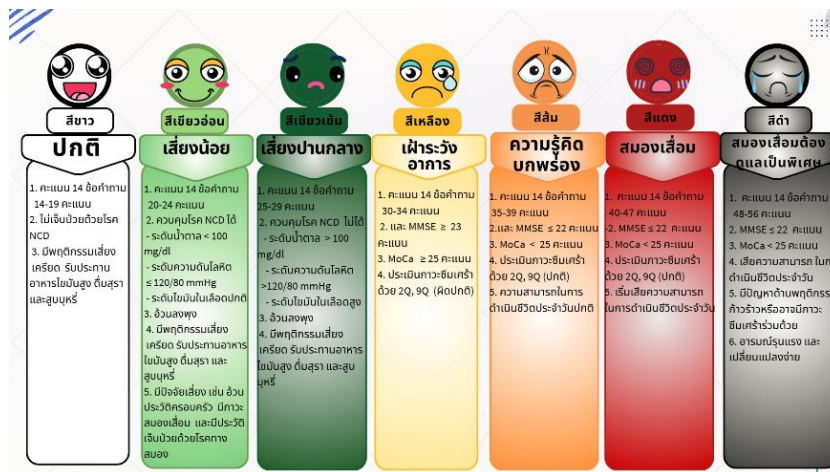 สีขาว
ปกติ
1. คะแนน 14 ข้อคำถาม
14-19 คะแนน
2. ไม่เจ็บป่วยด้วยโรค
NCD
3. มีพฤติกรรมเสี่ยง
เครียด รับประทาน
อาหารไขมันสูง ดื่มสุรา
และสูบบุหรี่
สีเขียวอ่อน
เสี่ยงน้อย
1. คะแนน 14 ข้อคำถาม
20-24 คะแนน
2. ควบคุมโรค NCD ได้
- ระดับน้ำตาล < 100
mg/dl
- ระดับความดันโลหิต
≤ 120/80 mmHg
- ระดับไขมันในเลือดปกติ
3. อ้วนลงพุง
4. มีพฤติกรรมเสี่ยง
เครียด รับประทานอาหาร
ไขมันสูง ดื่มสุรา และ
สูบบุหรี่
5. มีปัจจัยเสี่ยง เช่น อ้วน
ประวัติครอบครัว มีภาวะ
สมองเสื่อม และมีประวัติ
เจ็บป่วยด้วยโรคทาง
สมอง
สีเขียวเข้ม
เสี่ยงปานกลาง
1. คะแนน 14 ข้อคำถาม
25-29 คะแนน
2. ควบคุมโรค NCD ไม่ได้
- ระดับน้ำตาล > 100
mg/dl
- ระดับความดันโลหิต
>120/80 mmHg
- ระดับไขมันในเลือดสูง
3. อ้วนลงพุง
4. มีพฤติกรรมเสี่ยง
เครียด รับประทานอาหาร
ไขมันสูง ดื่มสุรา และสูบ
บุหรี่
สีเหลือง
เฝ้าระวัง
อาการ
1. คะแนน 14 ข้อคำถาม
30-34 คะแนน
2. และ MMSE ≥ 23
คะแนน
3. MoCa ≥ 25 คะแนน
4. ประเมินภาวะซึมเศร้า
ด้วย 2Q, 9Q (ผิดปกติ)
สีส้ม
ความรู้คิด
บกพร่อง
1. คะแนน 14 ข้อคำถาม
35-39 คะแนน
2.และ MMSE ≤ 22 คะแนน
3. MoCa < 25 คะแนน
4. ประเมินภาวะซึมเศร้า
ด้วย 2Q, 9Q (ปกติ)
5. ความสามารถในการ
ดำเนินชีวิตประจำวันปกติ
สีแดง
สมองเสื่อม
1. คะแนน 14 ข้อคำถาม
40-47 คะแนน
-2. MMSE ≤ 22 คะแนน
3. MoCa < 25 คะแนน
4. ประเมินภาวะซึมเศร้า
ด้วย 2Q, 9Q (ปกติ)
5. เริ่มเสียความสามารถ
ในการดำเนินชีวิตประจำวัน
สีดำ
สมองเสื่อมต้อง
ดูแลเป็นพิเศษ
1. คะแนน 14 ข้อคำถาม
48-56 คะแนน
2. MMSE ≤ 22 คะแนน
3. MoCa < 25 คะแนน
4. เสียความสามารถ ในการ
ดำเนินชีวิตประจำวัน
5. มีปัญหาด้านพฤติกรรม
ก้าวร้าวหรืออาจมีภาวะ
ซึมเศร้าร่วมด้วย
6. อารมณ์รุนแรง และ
เปลี่ยนแปลงง่าย